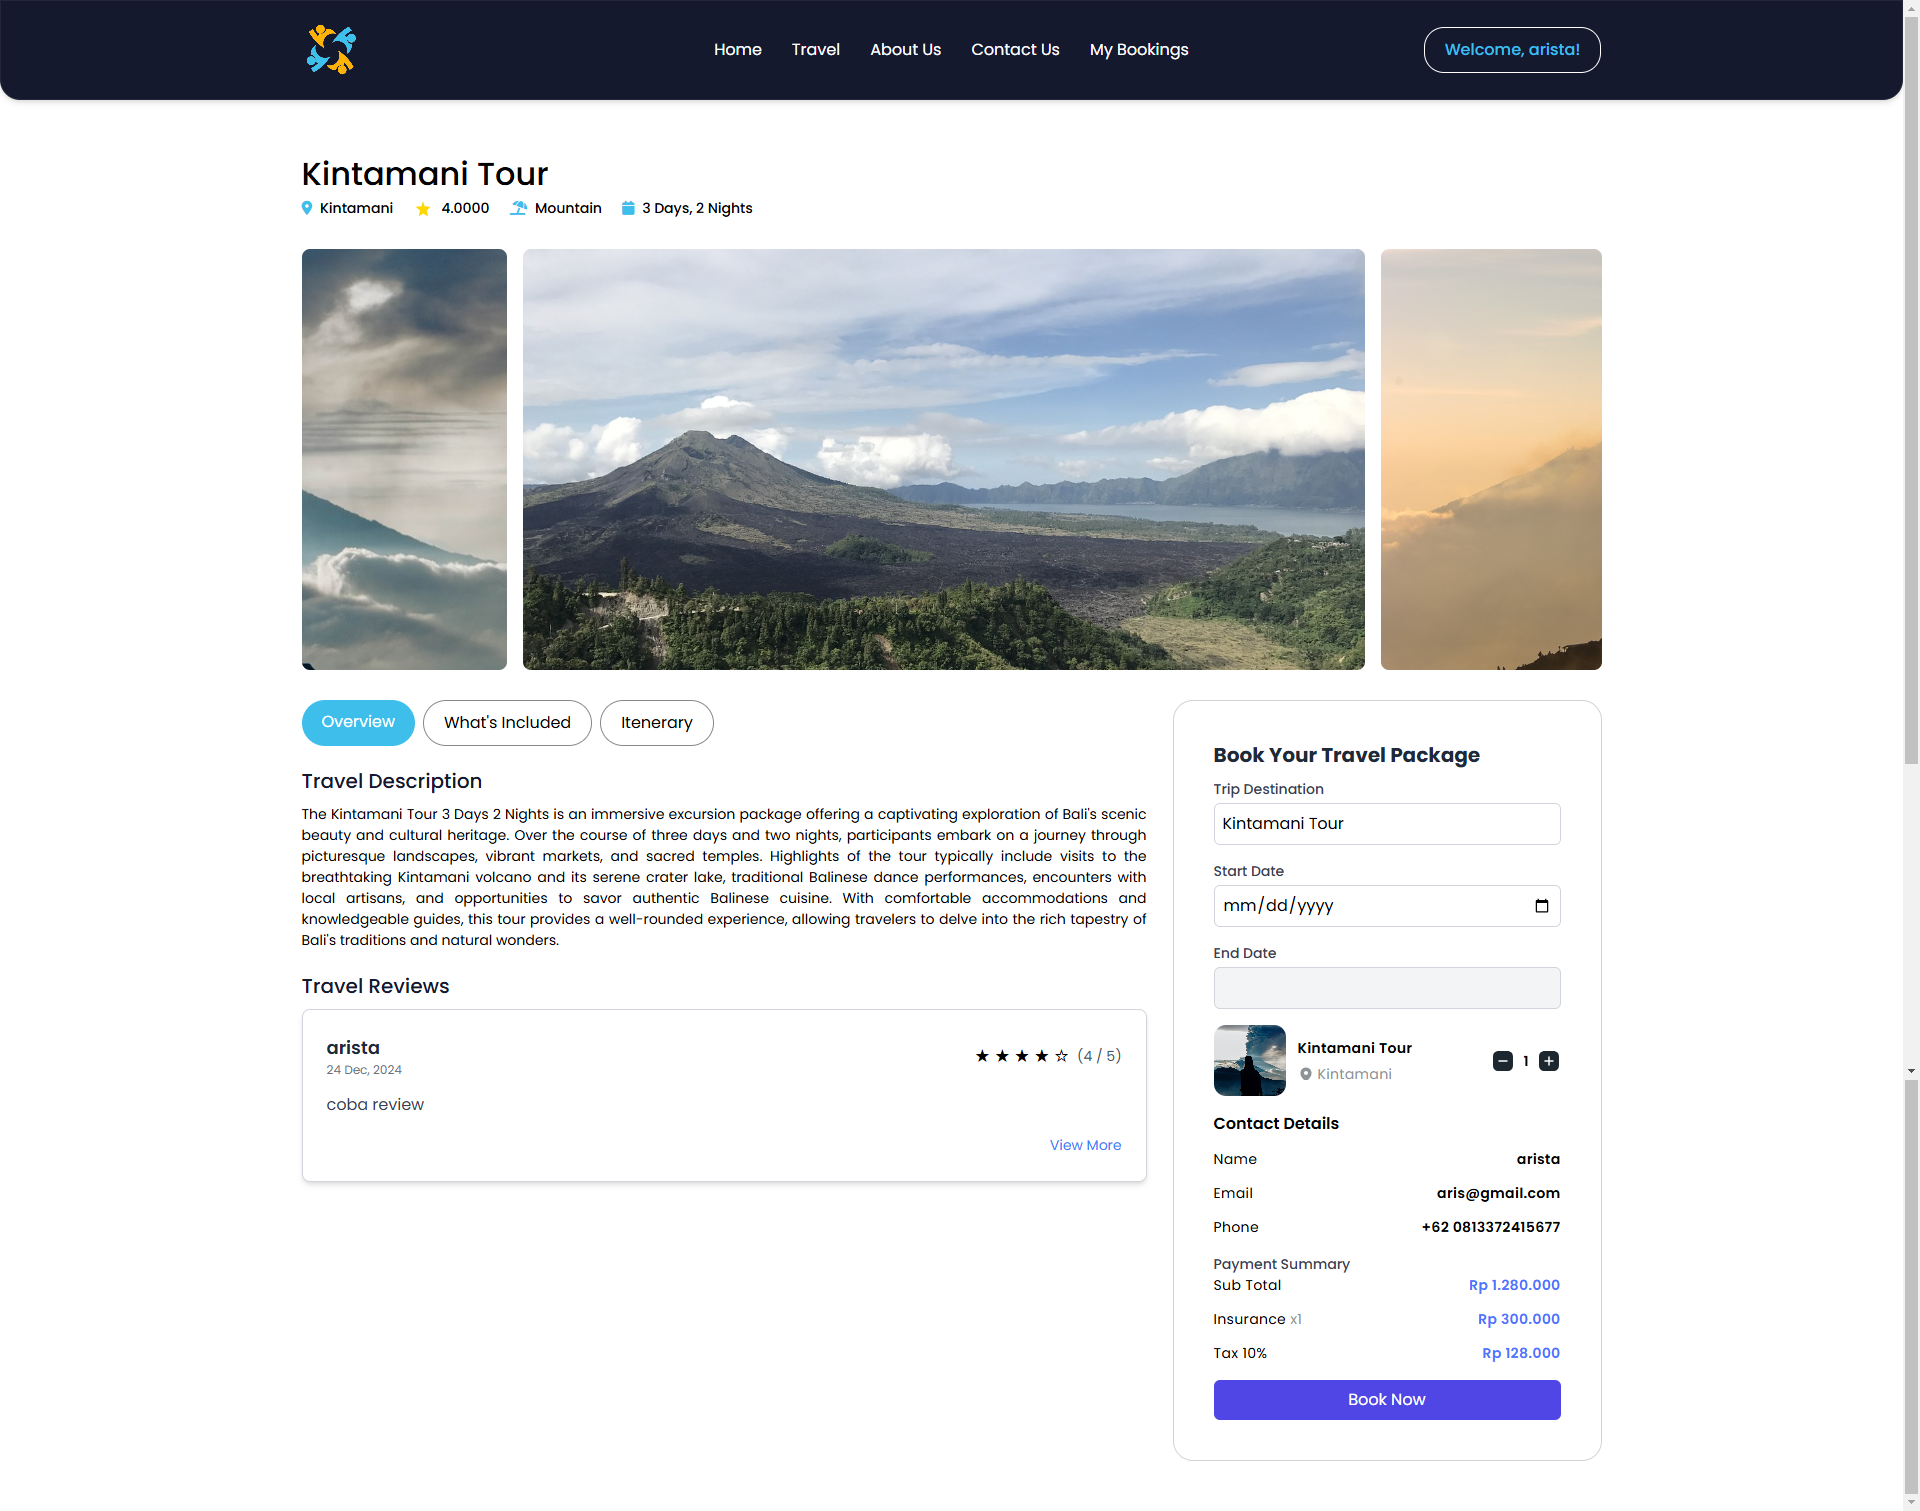 Home
Travel
About Us
Contact Us
My Bookings
Welcome, arista!
Kintamani Tour
Kintamani
4.0000
Mountain
3 Days, 2 Nights
Overview
What's Included
Itenerary
Travel Description
The Kintamani Tour 3 Days 2 Nights is an immersive excursion package offering a captivating exploration of Bali's scenic
beauty and cultural heritage. Over the course of three days and two nights, participants embark on a journey through
picturesque landscapes, vibrant markets, and sacred temples. Highlights of the tour typically include visits to the
breathtaking Kintamani volcano and its serene crater lake, traditional Balinese dance performances, encounters with
local artisans, and opportunities to savor authentic Balinese cuisine. With comfortable accommodations and
knowledgeable guides, this tour provides a well-rounded experience, allowing travelers to delve into the rich tapestry of
Bali's traditions and natural wonders.
Travel Reviews
arista
24 Dec, 2024
★ ★ ★ ★ ☆ (4 / 5)
coba review
View More
Book Your Travel Package
Trip Destination
Kintamani Tour
Start Date
mm/dd/yyyy
End Date
Kintamani Tour
Kintamani
1
Contact Details
Name arista
Email aris@gmail.com
Phone +62 0813372415677
Payment Summary
Sub Total Rp 1.280.000
Insurance x1 Rp 300.000
Tax 10% Rp 128.000
Book Now